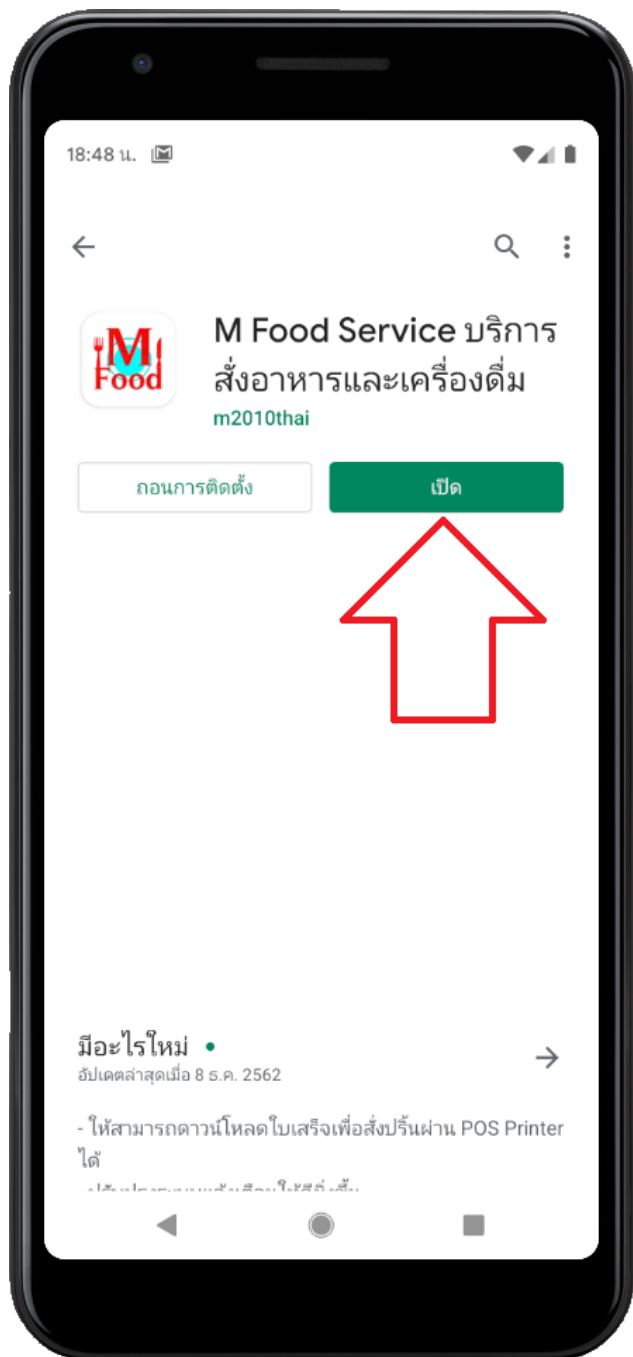 18:48 น.
M Food
M Food Service บริการ
สั่งอาหารและเครื่องดื่ม
m2010thai
ถอนการติดตั้ง
เปิด
มีอะไรใหม่
อัปเดตล่าสุดเมื่อ 8 ธ.ค. 2562
- ให้สามารถดาวน์โหลดใบเสร็จเพื่อสั่งปริ้นผ่าน POS Printer
ได้